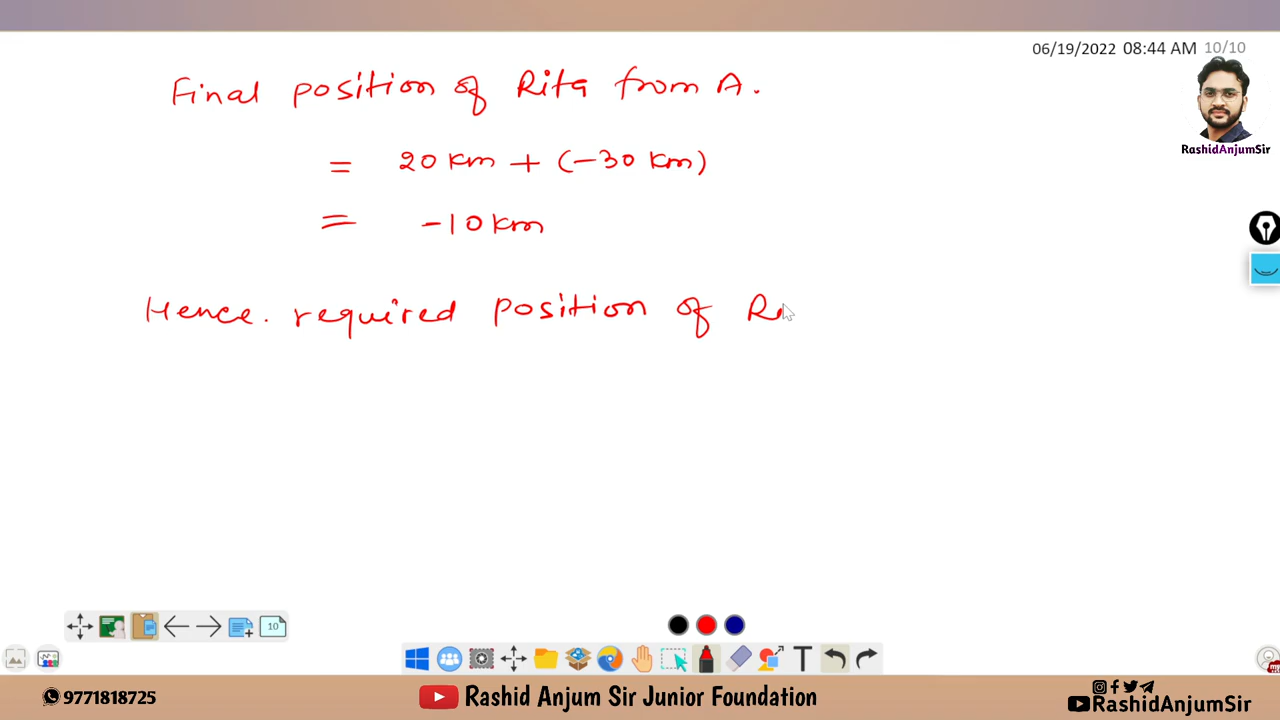 06/19/2022 08:44 AM 10/10
Final position of Rita from A.
= 20 km + (-30 km)
= -10 km
Hence. required position of R
RashidAnjumSir
10
T
9771818725
Rashid Anjum Sir Junior Foundation
RashidAnjumSir